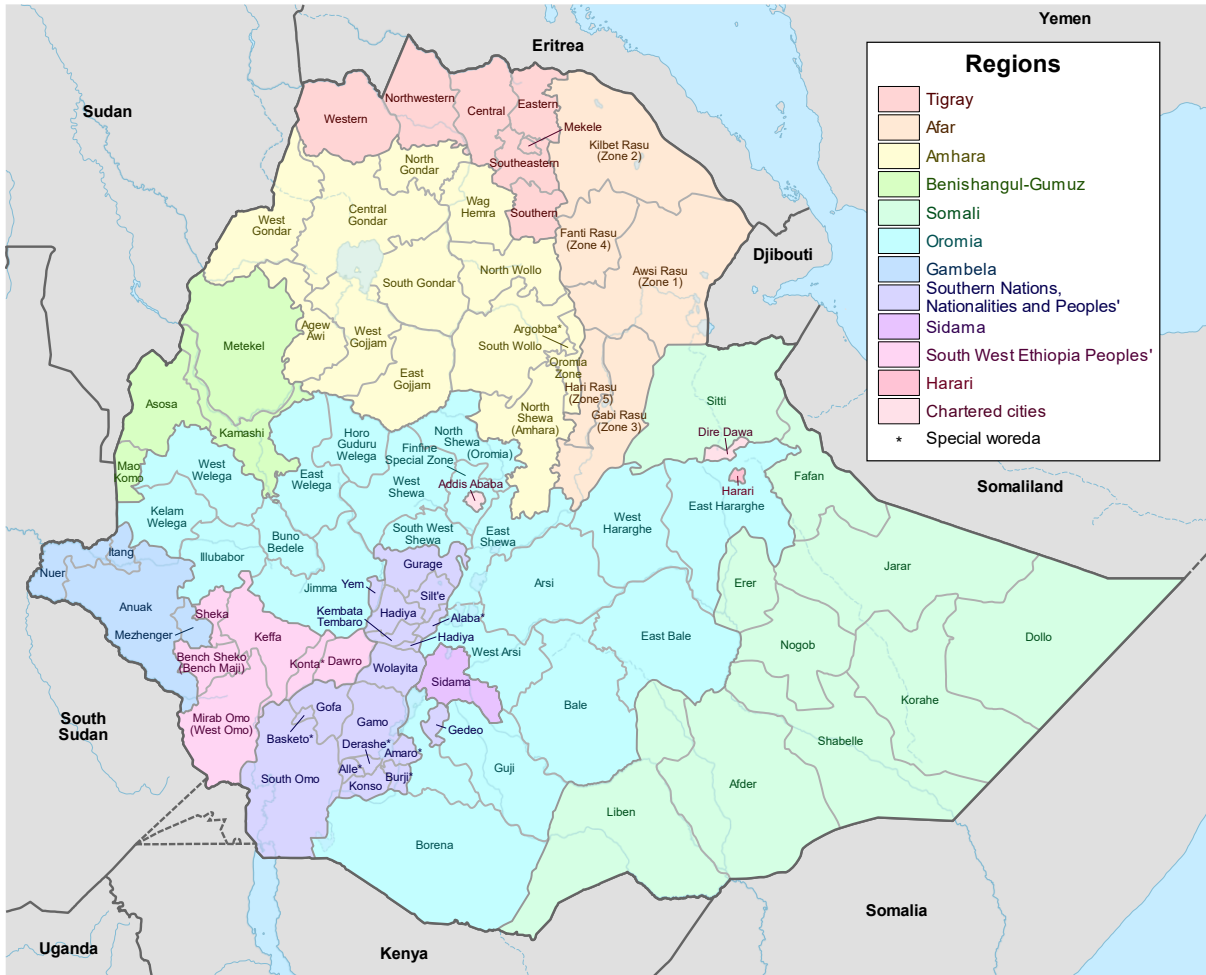 Yemen
Eritrea
Sudan
Djibouti
Somaliland
South
Sudan
Somalia
Uganda
Kenya
Regions
Tigray
Afar
Amhara
Benishangul-Gumuz
Somali
Oromia
Gambela
Southern Nations,
Nationalities and Peoples'
Sidama
South West Ethiopia Peoples'
Harari
Chartered cities
* Special woreda
Western
Northwestern
Central
Eastern
Mekele
Southeastern
Southern
Kilbet Rasu
(Zone 2)
Fanti Rasu
(Zone 4)
Awsi Rasu
(Zone 1)
Hari Rasu
(Zone 5)
Gabi Rasu
(Zone 3)
North
Gondar
West
Gondar
Central
Gondar
Wag
Hemra
South Gondar
North Wollo
Agew
Awi
West
Gojjam
East
Gojjam
Argobba*
South Wollo
Oromia
Zone
North
Shewa
(Amhara)
Metekel
Asosa
Kamashi
Mao
Komo
West
Welega
Kelam
Welega
East
Welega
Horo
Guduru
Welega
North
Shewa
(Oromia)
Finfine
Special Zone
Addis Ababa
West
Shewa
South West
Shewa
East
Shewa
Illubabor
Buno
Bedele
Jimma
Arsi
West
Hararghe
East Hararghe
Dire Dawa
Harari
East Bale
Bale
West Arsi
Guji
Borena
Sitti
Fafan
Jarar
Erer
Nogob
Dollo
Korahe
Shabelle
Afder
Liben
Itang
Nuer
Anuak
Mezhenger
Sheka
Keffa
Bench Sheko
(Bench Maji)
Konta*
Dawro
Mirab Omo
(West Omo)
Gurage
Yem
Silt'e
Hadiya
Kembata
Tembaro
Alaba*
Hadiya
Wolayita
Sidama
Gedeo
Gofa
Gamo
Basketo*
Derashe*
Amaro*
Alle*
Burji*
Konso
South Omo